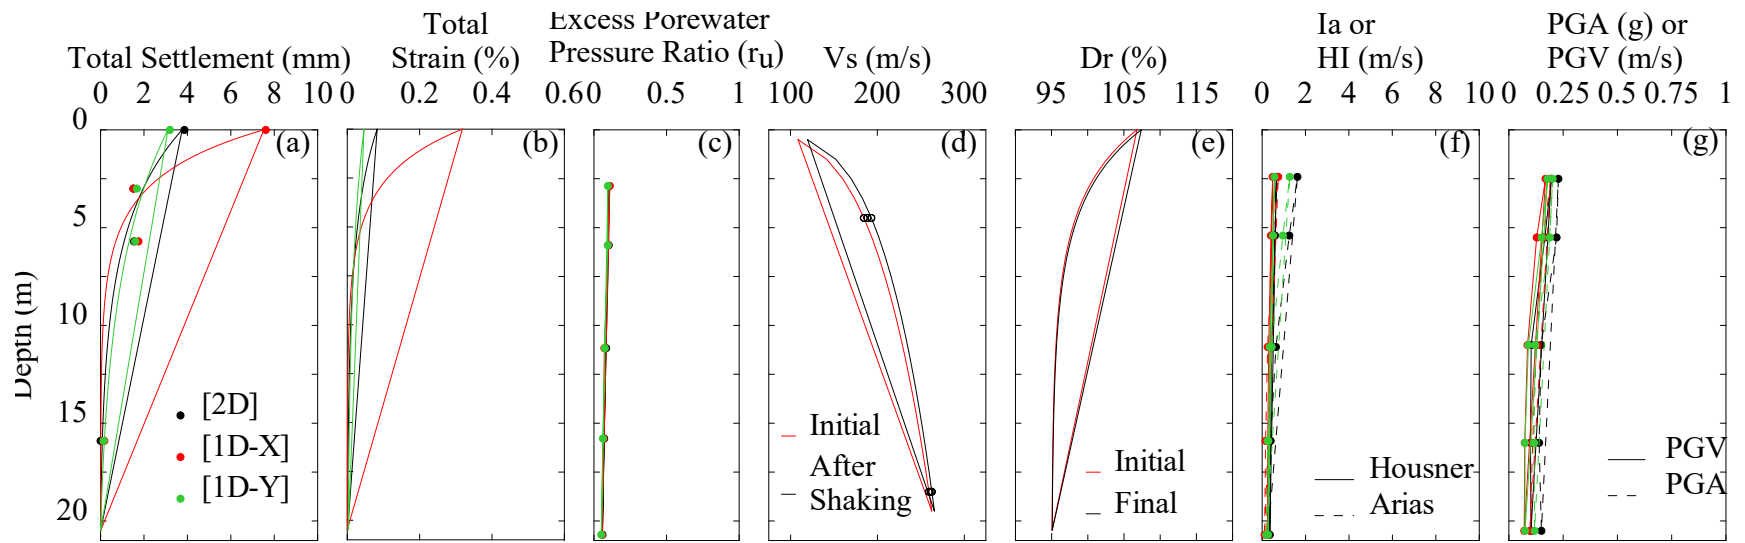 Total Settlement (mm)
0 2 4 6 8 10
Total
Strain (%)
0 0.2 0.4 0.6
Excess Porewater
Pressure Ratio (ru)
0 0.5 1
Vs (m/s)
100 200 300
Dr (%)
95 105 115
Ia or
HI (m/s)
0 2 4 6 8 10
PGA (g) or
PGV (m/s)
0 0.25 0.5 0.75 1
Depth (m)
0
5
10
15
20
(a)
[2D]
[1D-X]
[1D-Y]
(b)
(c)
(d)
Initial
After
Shaking
(e)
Initial
Final
(f)
Housner
Arias
(g)
PGV
PGA